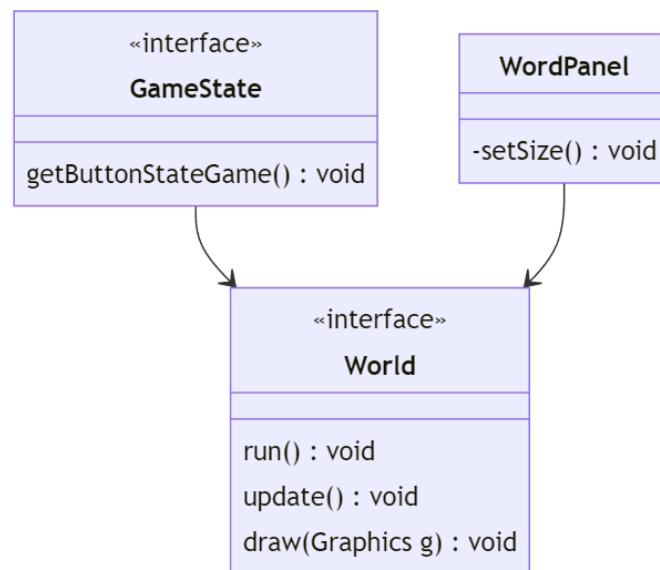 «interface»
GameState
getButtonStateGame() : void
WordPanel
-setSize() : void
«interface»
World
run() : void
update() : void
draw(Graphics g) : void